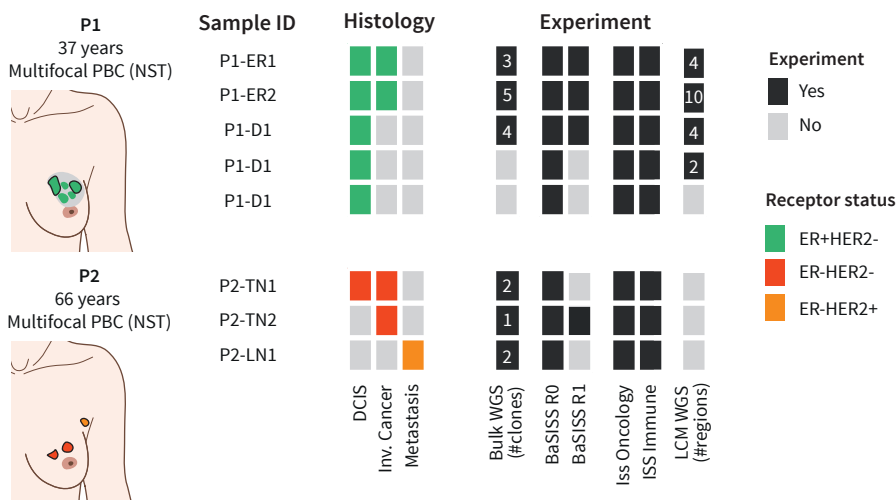 P1
37 years
Multifocal PBC (NST)
Sample ID
Histology
Experiment
P1-ER1
3
4
P1-ER2
5
10
P1-D1
4
4
P1-D1
2
P1-D1
P2
66 years
Multifocal PBC (NST)
P2-TN1
2
P2-TN2
1
P2-LN1
2
DCIS
Inv. Cancer
Metastasis
Bulk WGS
(#clones)
BaSISS R0
BaSISS R1
Iss Oncology
ISS Immune
LCM WGS
(#regions)
Experiment
Yes
No
Receptor status
ER+HER2-
ER-HER2-
ER-HER2+